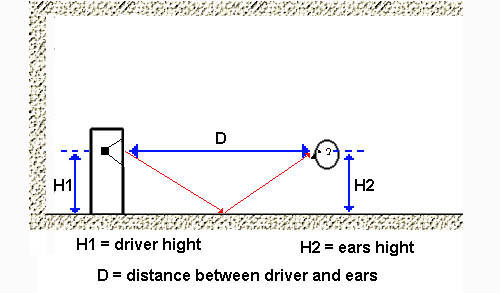 D
H1
H2
H1 = driver hight
H2 = ears hight
D = distance between driver and ears